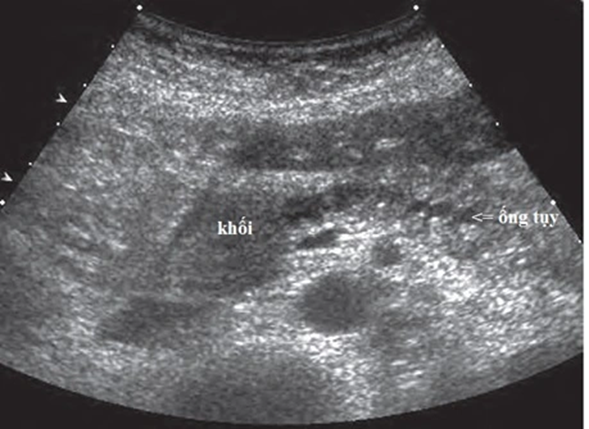 khối
<= ống tụy